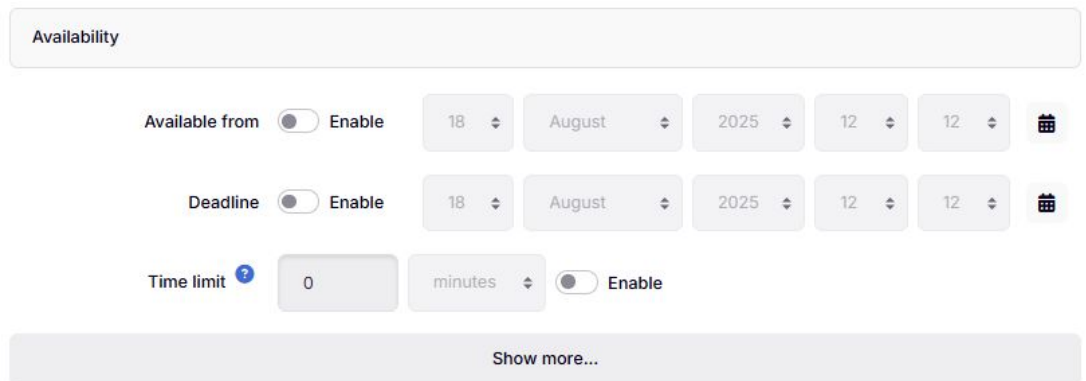 Availability
Available from Enable 18 August 2025 12 12
Deadline Enable 18 August 2025 12 12
Time limit ? 0 minutes Enable
Show more...